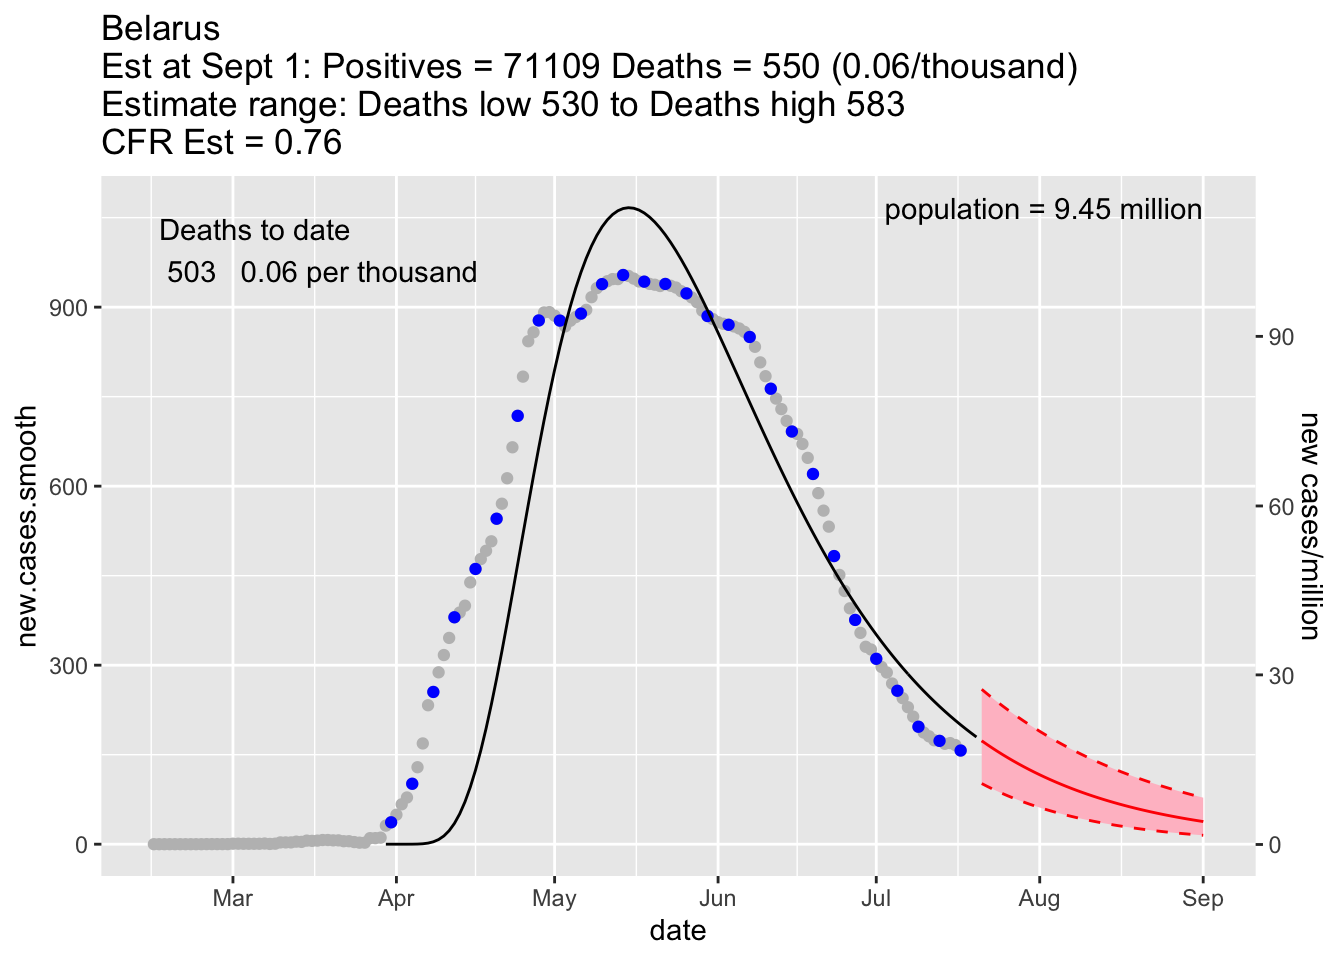 Belarus
Est at Sept 1: Positives = 71109 Deaths = 550 (0.06/thousand)
Estimate range: Deaths low 530 to Deaths high 583
CFR Est = 0.76
population = 9.45 million
Deaths to date
503 0.06 per thousand
900
600
300
0
new.cases.smooth
90
60
30
0
new cases/million
Mar Apr May Jun Jul Aug Sep
date